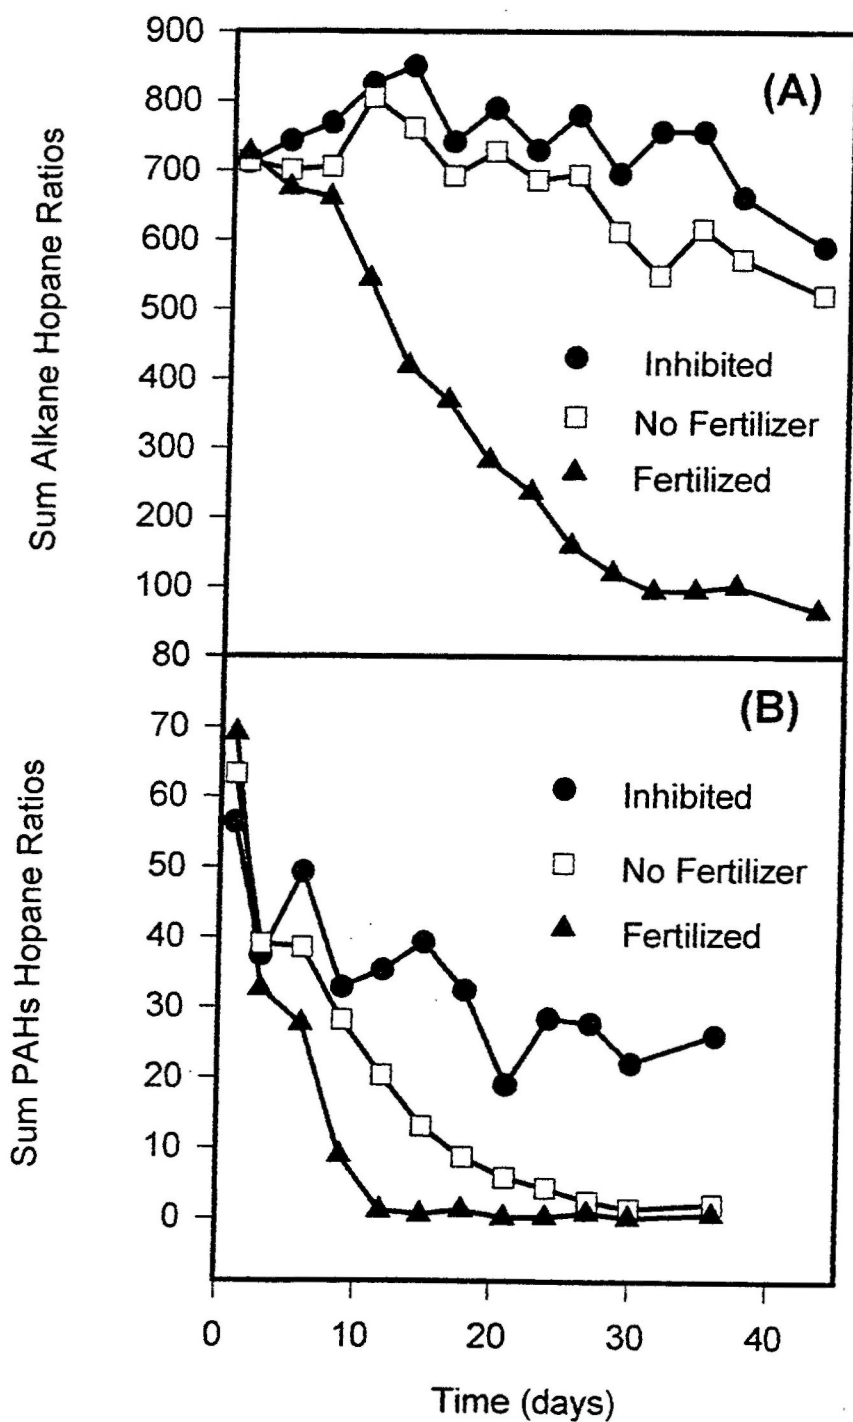 900
(A)
800
700
600
500
400
300
200
100
80
Sum Alkane Hopane Ratios
Inhibited
No Fertilizer
Fertilized
(B)
70
60
50
40
30
20
10
0
Sum PAHs Hopane Ratios
Inhibited
No Fertilizer
Fertilized
0 10 20 30 40
Time (days)